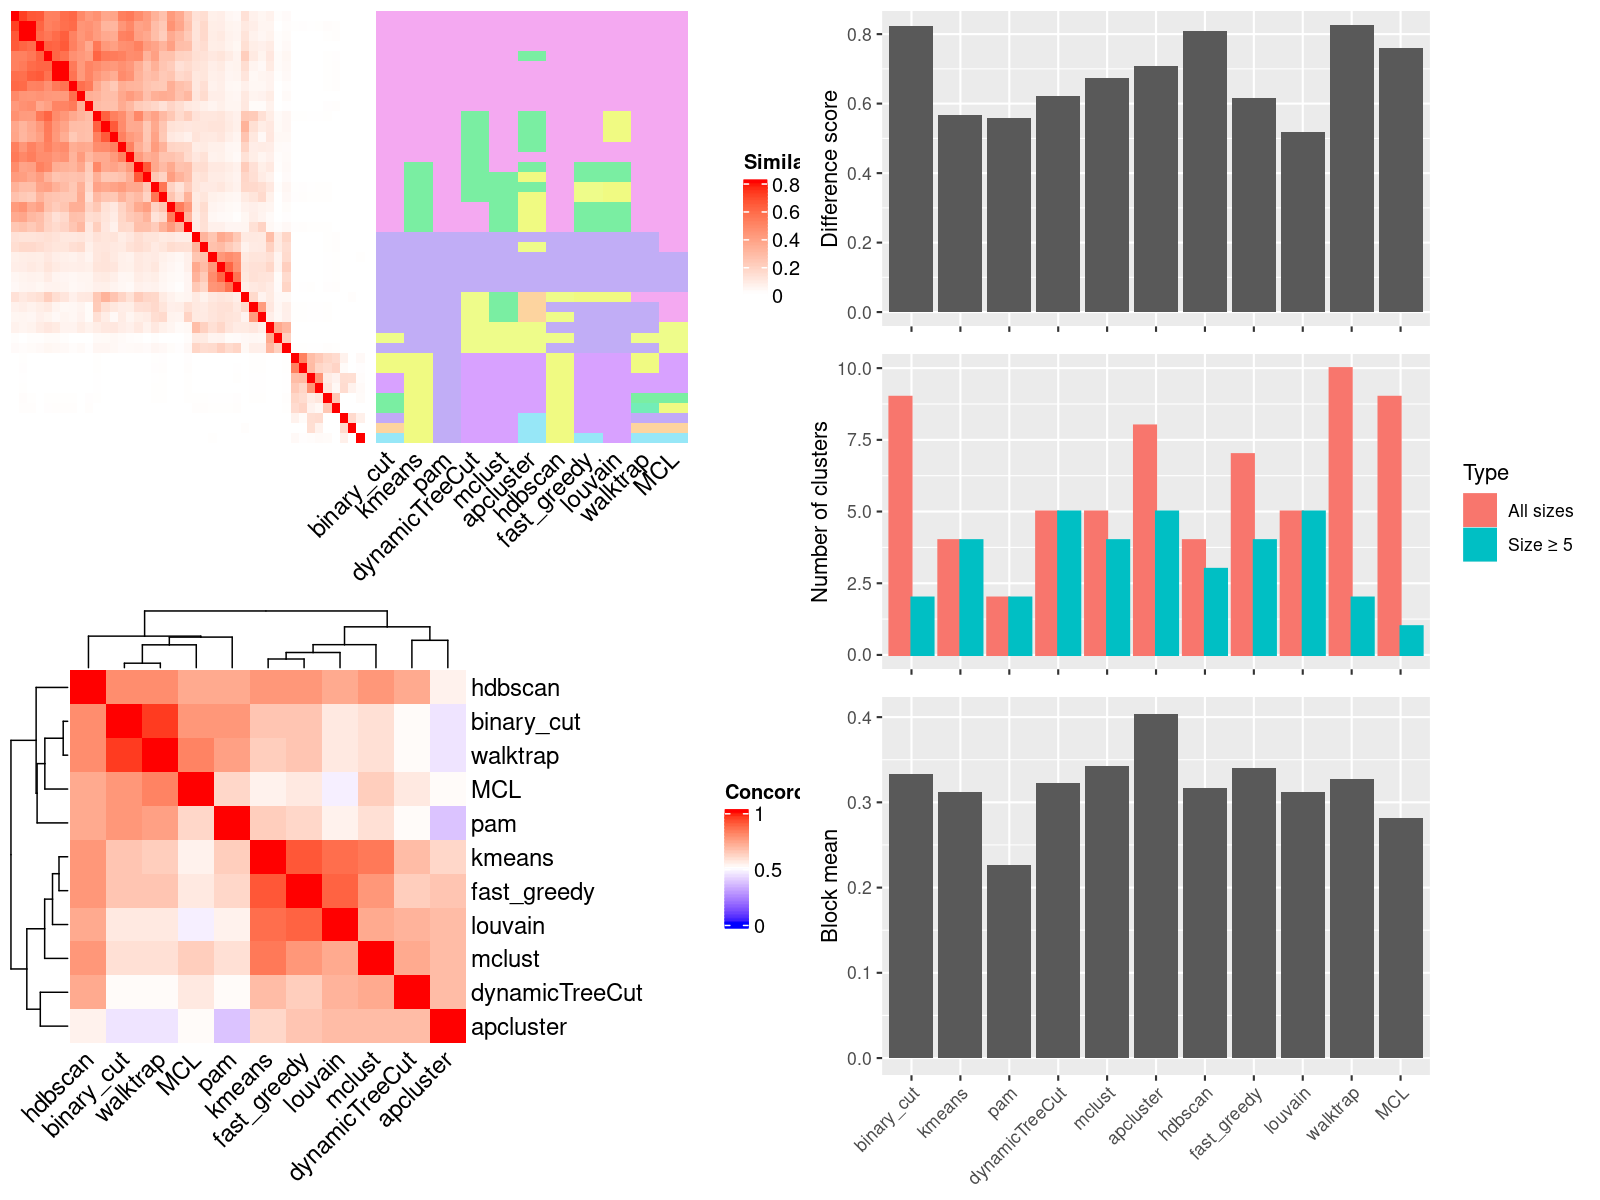 Simila
0.8
0.6
0.4
0.2
0
binary_cut
kmeans
pam
dynamicTreeCut
mclust
apcluster
hdbscan
fast_greedy
louvain
walktrap
MCL
hdbscan
binary_cut
walktrap
MCL
pam
kmeans
fast_greedy
louvain
mclust
dynamicTreeCut
apcluster
hdbscan
binary_cut
walktrap
MCL
pam
kmeans
fast_greedy
louvain
mclust
dynamicTreeCut
apcluster
Concord
1
0.5
0
Difference score
0.8
0.6
0.4
0.2
0.0
Number of clusters
10.0
7.5
5.0
2.5
0.0
Type
All sizes
Size ≥ 5
Block mean
0.4
0.3
0.2
0.1
0.0
binary_cut
kmeans
pam
dynamicTreeCut
mclust
apcluster
hdbscan
fast_greedy
louvain
walktrap
MCL